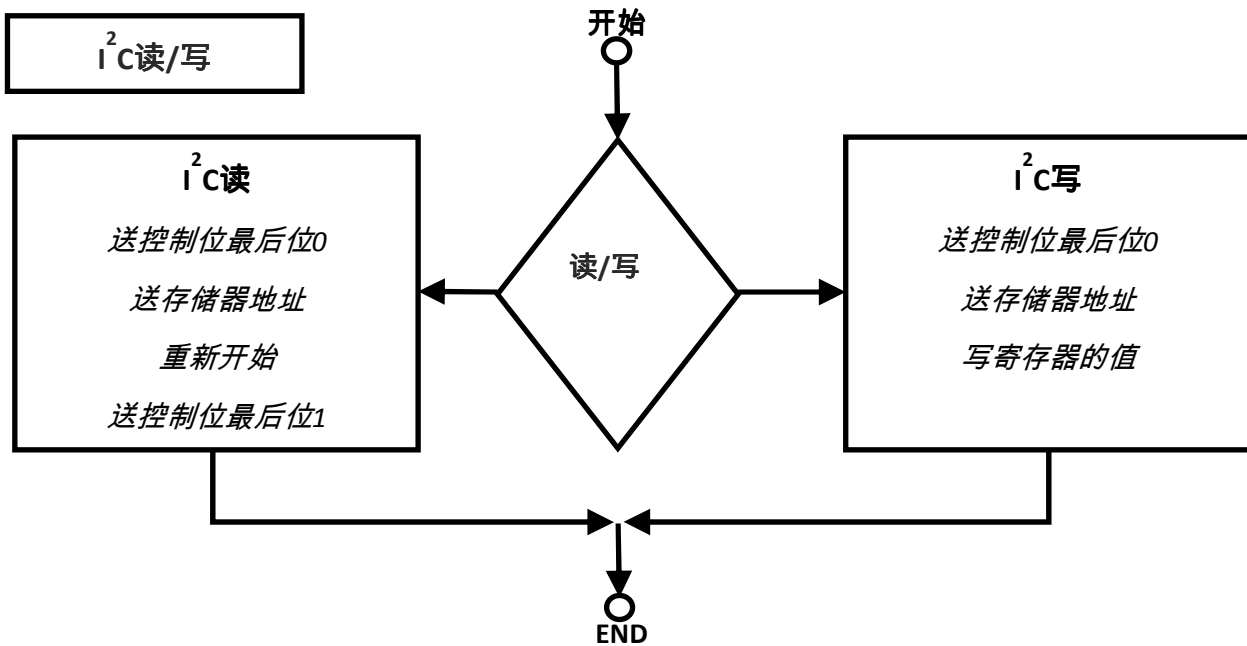 I²C读/写
开始
I²C读
送控制位最后位0
送存储器地址
重新开始
送控制位最后位1
读/写
I²C写
送控制位最后位0
送存储器地址
写寄存器的值
END